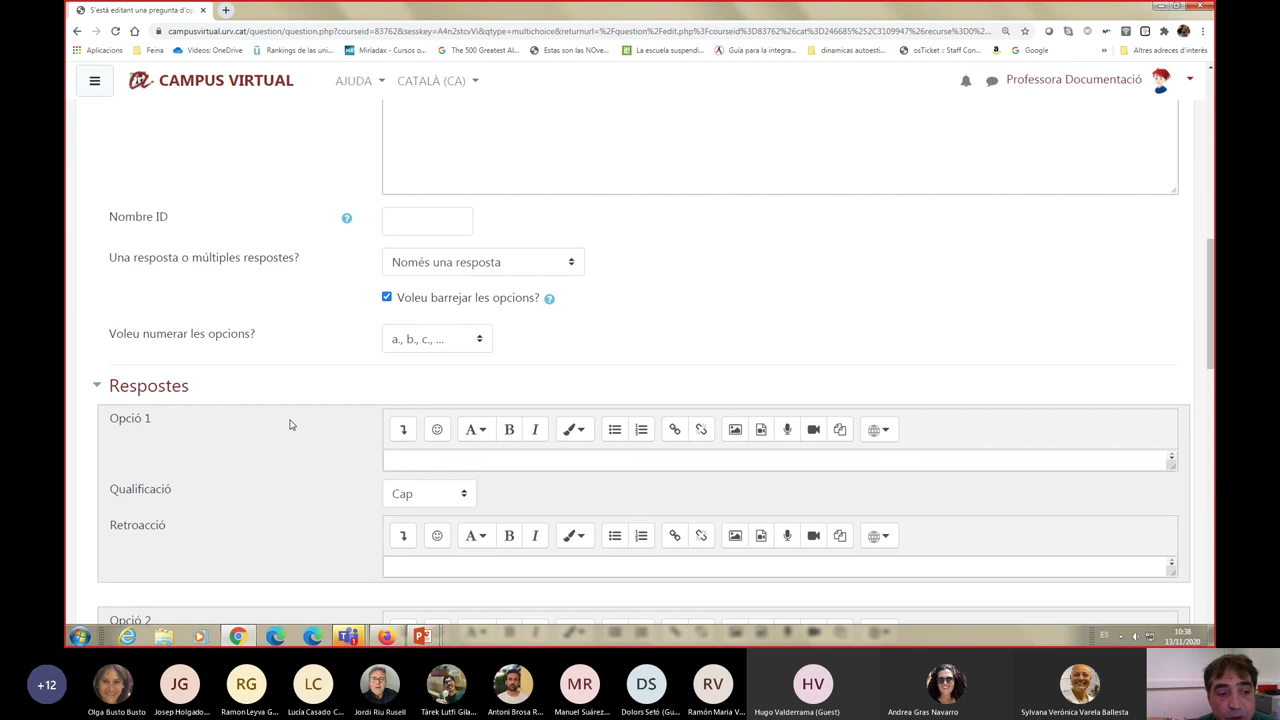 S'està editant una pregunta d'o
campusvirtual.urv.cat/question/question.php?courseid=83762&sesskey=A4n2stcvVi&qtype=multichoice&returnurl=%2Fquestion%2Fedit.php%3Fcourseid%3D83762%26cat%3D246685%252C3109947%26recurse%3D0%2...
Aplicacions
Feina
Vídeos: OneDrive
Rankings de las uni...
Miríadax - Cursos o...
The 500 Greatest Al...
Estas son las NOve...
La escuela suspendi...
Guía para la integra...
dinamicas autoesti...
osTicket :: Staff Con...
Google
»
Altres adreces d'interès
CAMPUS VIRTUAL
AJUDA
CATALÀ (CA)
Professora Documentació
Nombre ID
Una resposta o múltiples respostes?
Només una resposta
Voleu barrejar les opcions?
Voleu numerar les opcions?
a., b., c., ...
Respostes
Opció 1
Qualificació
Cap
Retroacció
Opció 2
ES
10:38
13/11/2020
+12
JG
RG
LC
MR
DS
RV
HV
Olga Busto Busto
Josep Holgado...
Ramon Leyva G...
Lucía Casado C...
Jordi Riu Rusell
Tàrek Lutfi Gila...
Antoni Brosa R...
Manuel Suárez...
Dolors Setó (Gu...
Ramón Maria V...
Hugo Valderrama (Guest)
Andrea Gras Navarro
Sylvana Verónica Varela Ballesta